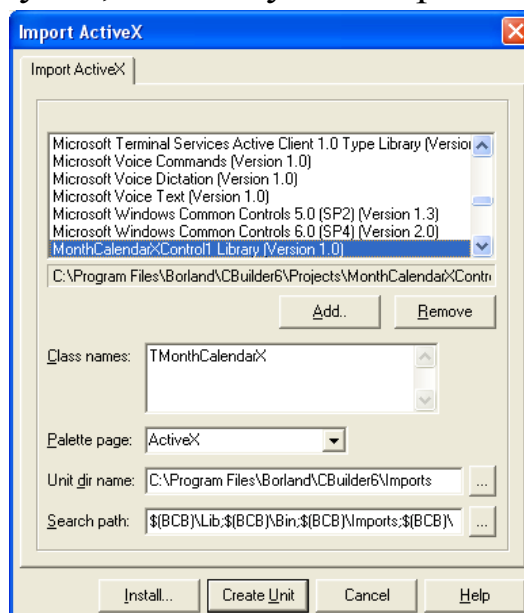 Import ActiveX
Import ActiveX
Microsoft Terminal Services Active Client 1.0 Type Library (Version
Microsoft Voice Commands (Version 1.0)
Microsoft Voice Dictation (Version 1.0)
Microsoft Voice Text (Version 1.0)
Microsoft Windows Common Controls 5.0 (SP2) (Version 1.3)
Microsoft Windows Common Controls 6.0 (SP4) (Version 2.0)
MonthCalendarXControl1 Library (Version 1.0)
C:\Program Files\Borland\CBuilder6\Projects\MonthCalendarXContr
Add.. Remove
Class names: TMonthCalendarX
Palette page: ActiveX
Unit dir name: C:\Program Files\Borland\CBuilder6\Imports ...
Search path: $(BCB)\Lib;$(BCB)\Bin;$(BCB)\Imports;$(BCB)\ ...
Install... Create Unit Cancel Help